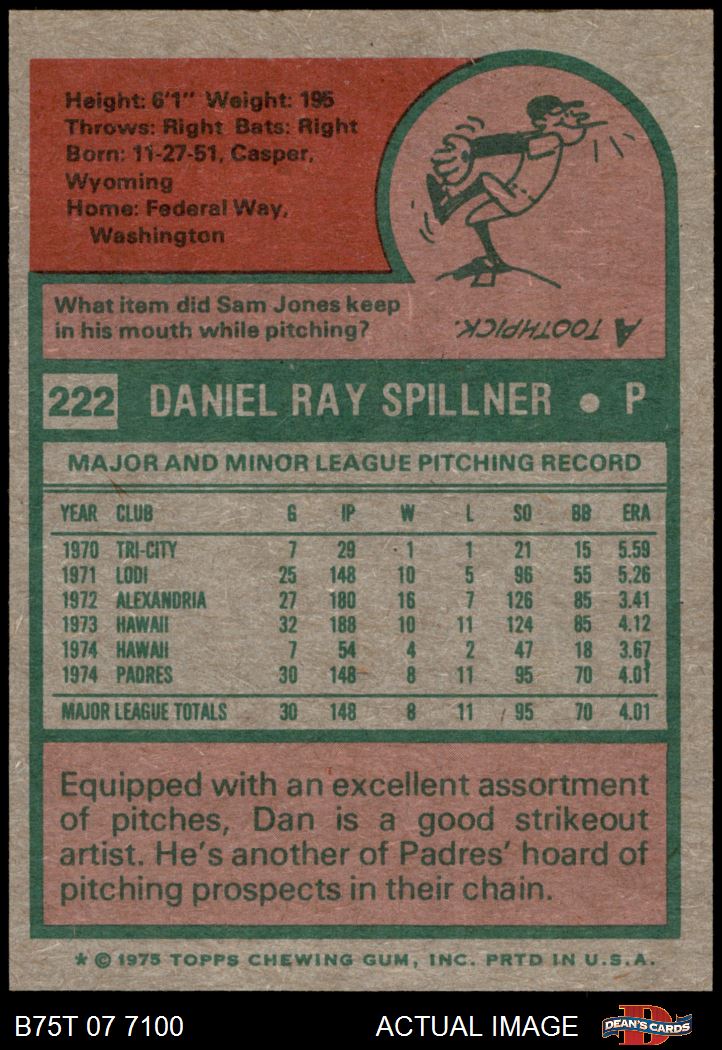 Height: 6'1" Weight: 195
Throws: Right Bats: Right
Born: 11-27-51, Casper,
Wyoming
Home: Federal Way,
Washington
What item did Sam Jones keep
in his mouth while pitching?
A TOOTHPICK.
222 DANIEL RAY SPILLNER • P
MAJOR AND MINOR LEAGUE PITCHING RECORD
YEAR CLUB G IP W L SO BB ERA
1970 TRI-CITY 7 29 1 1 21 15 5.59
1971 LODI 25 148 10 5 96 55 5.26
1972 ALEXANDRIA 27 180 16 7 126 85 3.41
1973 HAWAII 32 188 10 11 124 85 4.12
1974 HAWAII 7 54 4 2 47 18 3.67
1974 PADRES 30 148 8 11 95 70 4.01
MAJOR LEAGUE TOTALS 30 148 8 11 95 70 4.01
Equipped with an excellent assortment
of pitches, Dan is a good strikeout
artist. He's another of Padres' hoard of
pitching prospects in their chain.
* © 1975 TOPPS CHEWING GUM, INC. PRTD IN U.S.A.
B75T 07 7100 ACTUAL IMAGE D DEAN'S CARDS